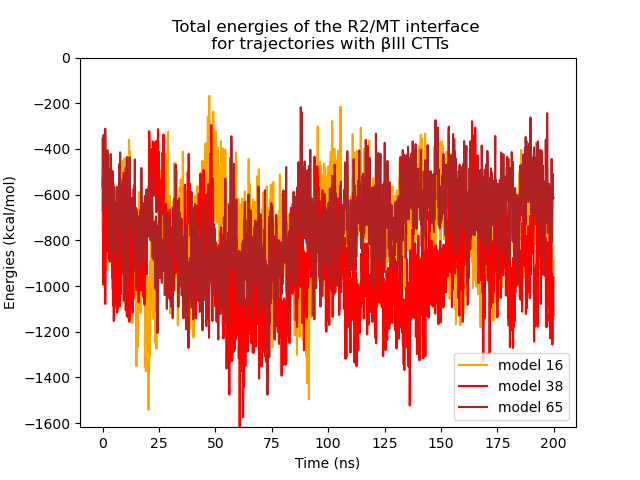 Total energies of the R2/MT interface
for trajectories with βIII CTTs
Energies (kcal/mol)
0
−200
−400
−600
−800
−1000
−1200
−1400
−1600
0 25 50 75 100 125 150 175 200
Time (ns)
model 16
model 38
model 65